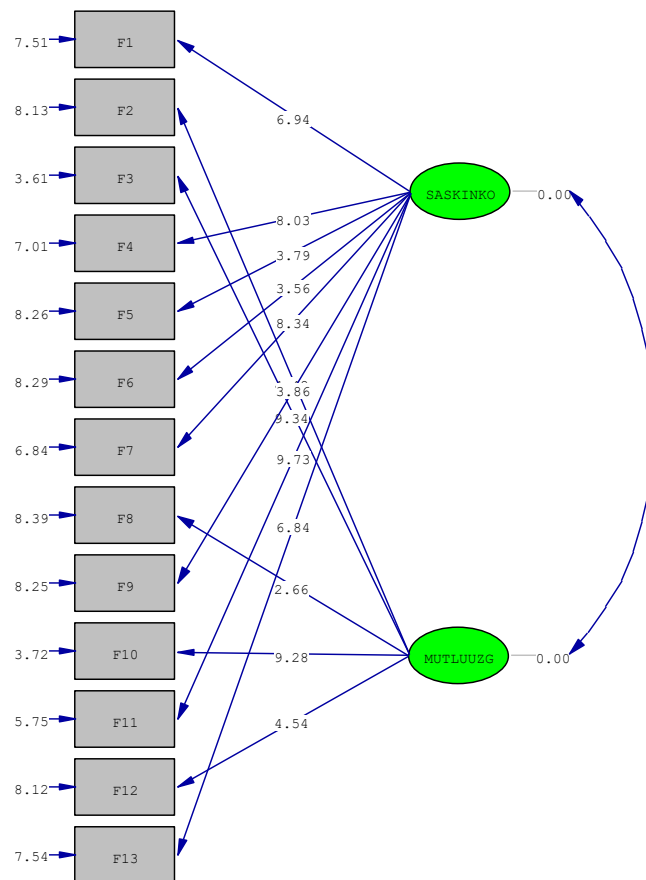 7.51 F1
8.13 F2
6.94
3.61 F3
SASKINKO 0.00
7.01 F4
8.03
3.79
8.26 F5
3.56
8.34
8.29 F6
3.86
9.34
6.84 F7
9.73
8.39 F8
6.84
8.25 F9
2.66
3.72 F10
9.28
MUTLUUZG 0.00
5.75 F11
4.54
8.12 F12
7.54 F13